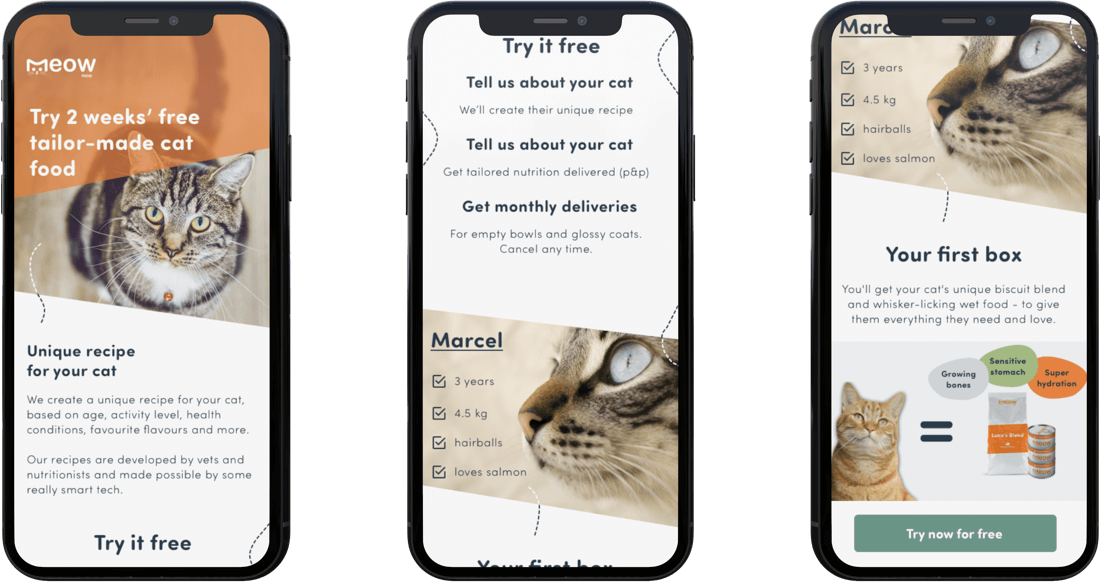 meow
Try 2 weeks’ free
tailor-made cat
food
Unique recipe
for your cat
We create a unique recipe for your cat,
based on age, activity level, health
conditions, favourite flavours and more.
Our recipes are developed by vets and
nutritionists and made possible by some
really smart tech.
Try it free
Try it free
Tell us about your cat
We’ll create their unique recipe
Tell us about your cat
Get tailored nutrition delivered (p&p)
Get monthly deliveries
For empty bowls and glossy coats.
Cancel any time.
Marcel
3 years
4.5 kg
hairballs
loves salmon
Your first box
Marcel
3 years
4.5 kg
hairballs
loves salmon
Your first box
You'll get your cat's unique biscuit blend
and whisker-licking wet food - to give
them everything they need and love.
Growing
bones
Sensitive
stomach
Super
hydration
meow
Luna's Blend
Try now for free